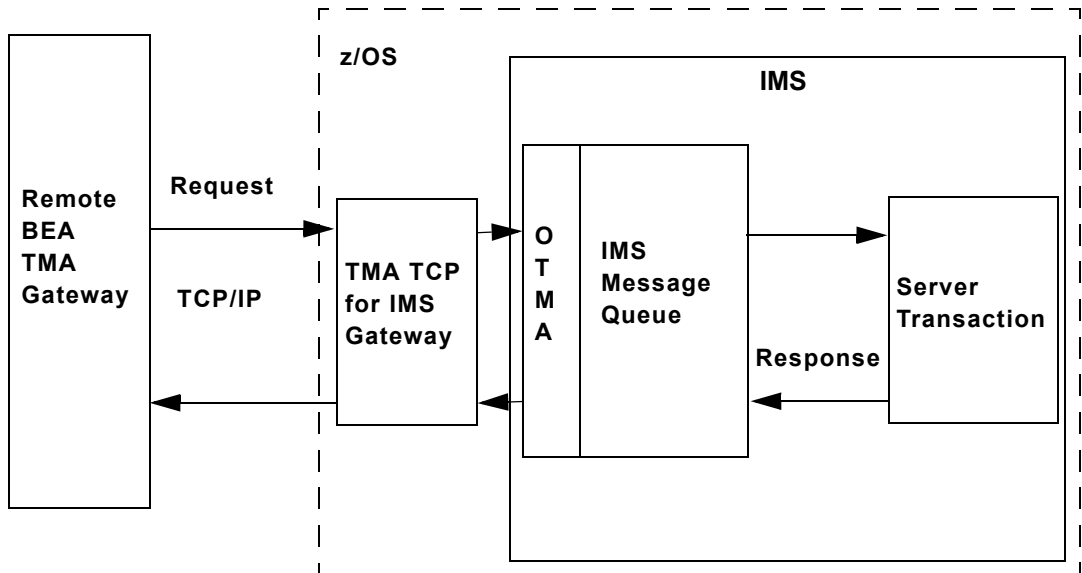 z/OS
IMS
Remote
BEA
TMA
Gateway
Request
TCP/IP
TMA TCP
for IMS
Gateway
O
T
M
A
IMS
Message
Queue
Server
Transaction
Response